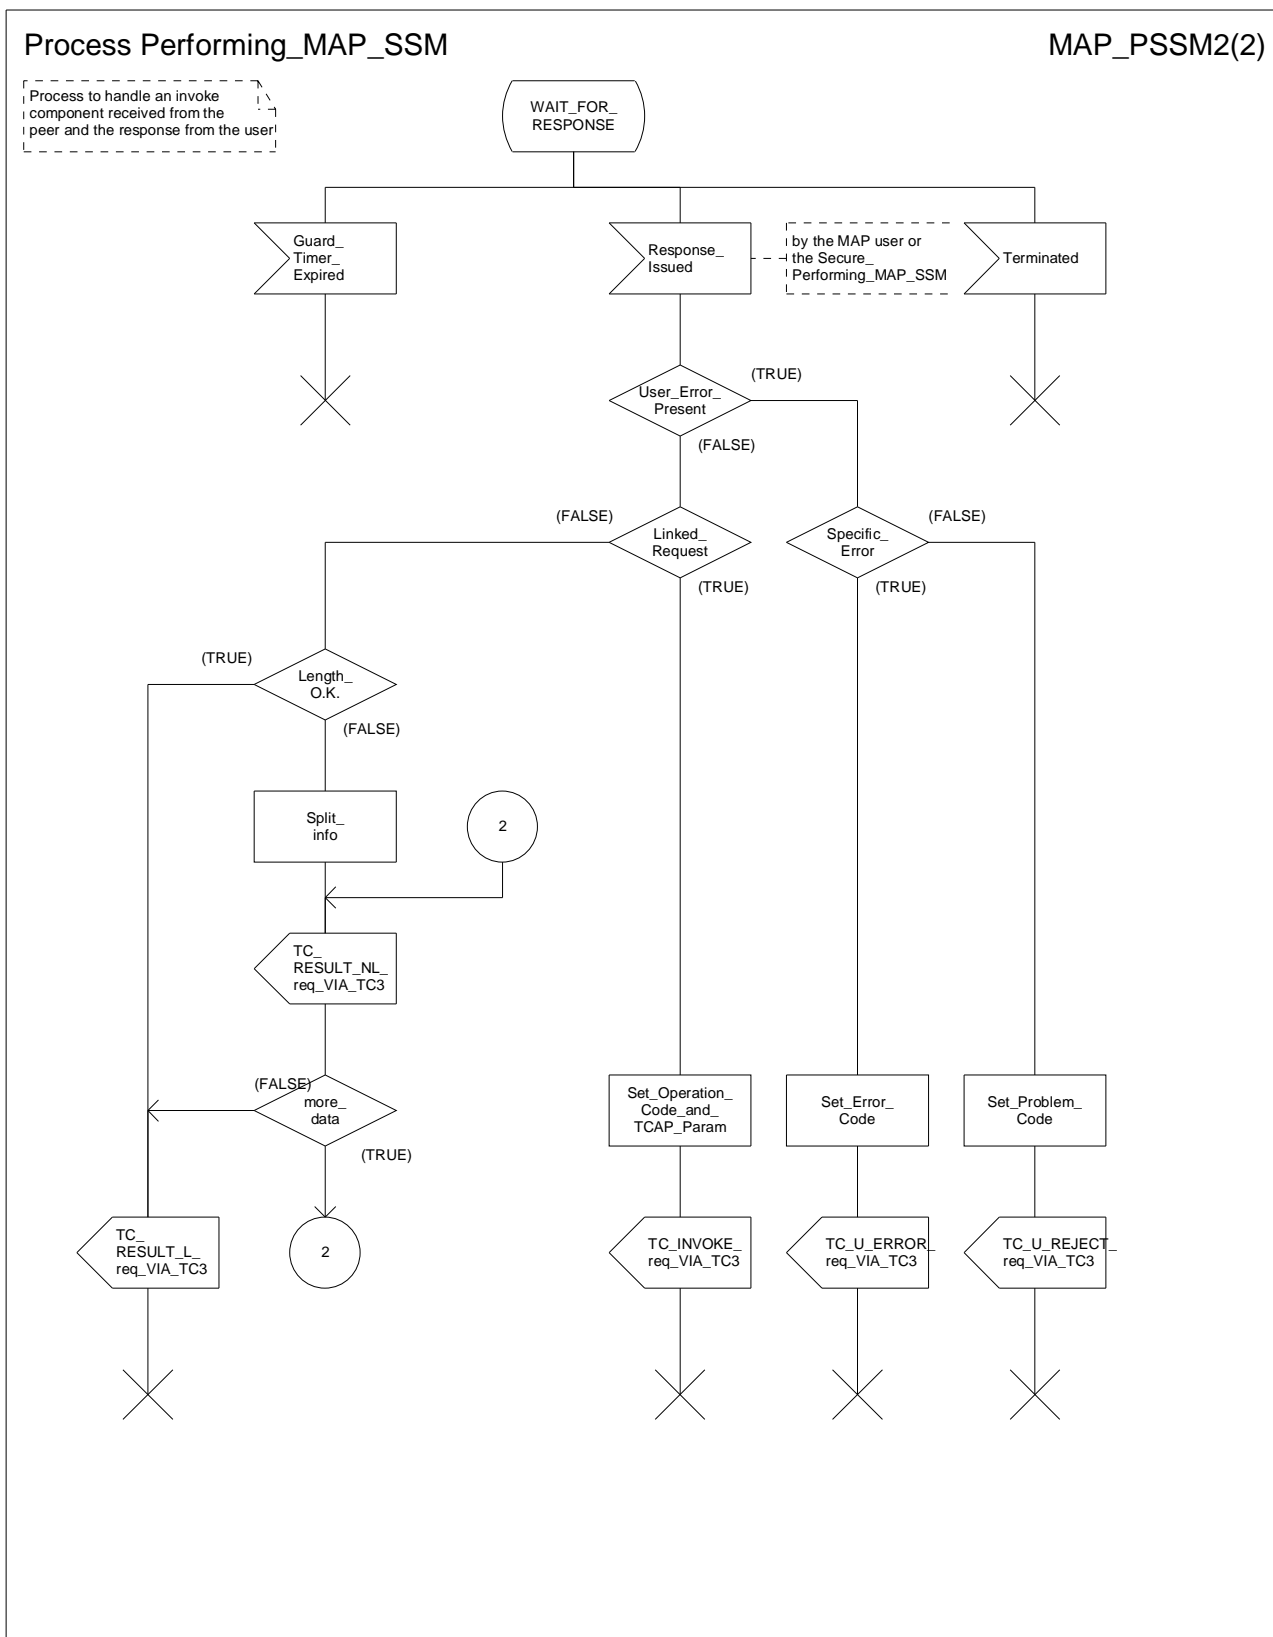 Process Performing_MAP_SSM
MAP_PSSM2(2)
Process to handle an invoke
component received from the
peer and the response from the user
WAIT_FOR_
RESPONSE
Guard_
Timer_
Expired
Response_
Issued
by the MAP user or
the Secure_
Performing_MAP_SSM
Terminated
User_Error_
Present
(TRUE)
(FALSE)
(FALSE)
Linked_
Request
(TRUE)
Specific_
Error
(FALSE)
(TRUE)
(TRUE)
Length_
O.K.
(FALSE)
Split_
info
2
TC_
RESULT_NL_
req_VIA_TC3
(FALSE)
more_
data
(TRUE)
Set_Operation_
Code_and_
TCAP_Param
Set_Error_
Code
Set_Problem_
Code
TC_
RESULT_L_
req_VIA_TC3
2
TC_INVOKE_
req_VIA_TC3
TC_U_ERROR_
req_VIA_TC3
TC_U_REJECT_
req_VIA_TC3